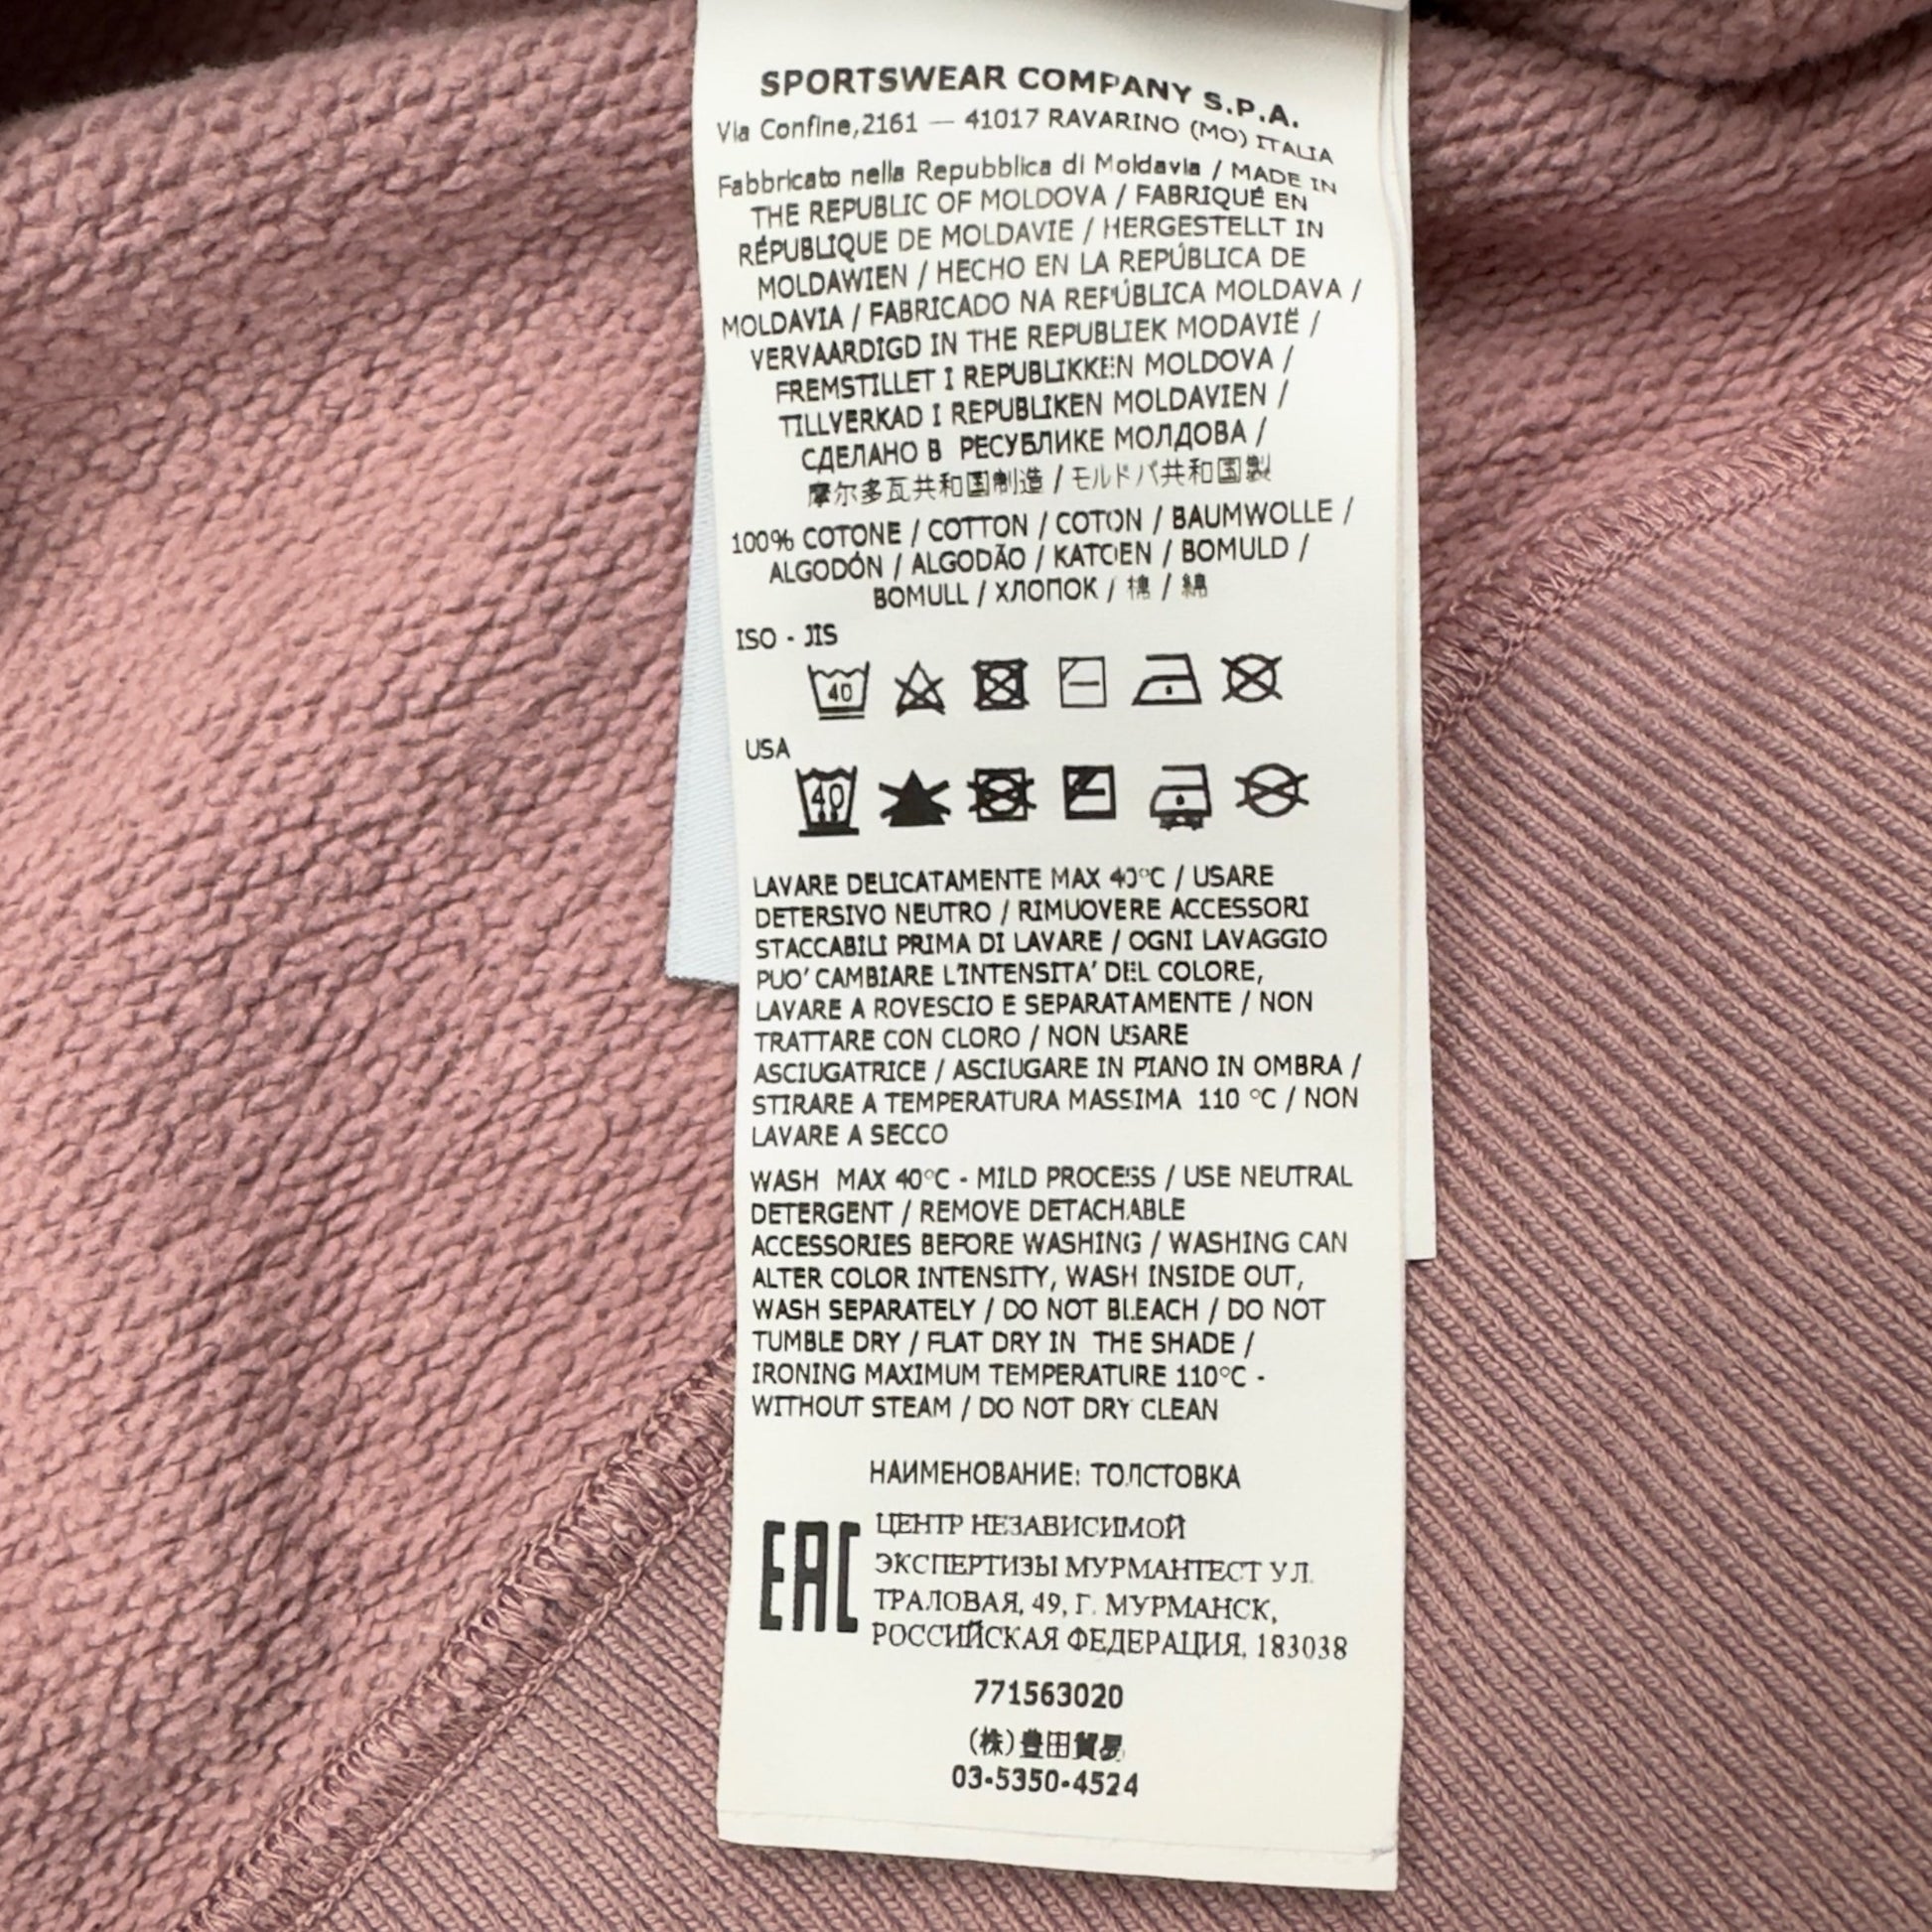 SPORTSWEAR COMPANY S.P.A.
Via Confine,2161 — 41017 RAVARINO (MO) ITALIA
Fabbricato nella Repubblica di Moldavia / MADE IN
THE REPUBLIC OF MOLDOVA / FABRIQUÉ EN
RÉPUBLIQUE DE MOLDAVIE / HERGESTELLT IN
MOLDAWIEN / HECHO EN LA REPÚBLICA DE
MOLDAVIA / FABRICADO NA REPÚBLICA MOLDAVA /
VERVAARDIGD IN THE REPUBLIEK MODAVIË /
FREMSTILLET I REPUBLIKKEN MOLDOVA /
TILLVERKAD I REPUBLIKEN MOLDAVIEN /
СДЕЛАНО В РЕСУБЛИКЕ МОЛДОВА /
摩尔多瓦共和国制造 / モルドバ共和国製
100% COTONE / COTTON / COTON / BAUMWOLLE /
ALGODÓN / ALGODÃO / KATOEN / BOMULD /
BOMULL / ХЛОПОК / 棉 / 綿
ISO - JIS
40
USA
40
LAVARE DELICATAMENTE MAX 40°C / USARE
DETERSIVO NEUTRO / RIMUOVERE ACCESSORI
STACCABILI PRIMA DI LAVARE / OGNI LAVAGGIO
PUO' CAMBIARE L'INTENSITA' DEL COLORE,
LAVARE A ROVESCIO E SEPARATAMENTE / NON
TRATTARE CON CLORO / NON USARE
ASCIUGATRICE / ASCIUGARE IN PIANO IN OMBRA /
STIRARE A TEMPERATURA MASSIMA 110 °C / NON
LAVARE A SECCO
WASH MAX 40°C - MILD PROCESS / USE NEUTRAL
DETERGENT / REMOVE DETACHABLE
ACCESSORIES BEFORE WASHING / WASHING CAN
ALTER COLOR INTENSITY, WASH INSIDE OUT,
WASH SEPARATELY / DO NOT BLEACH / DO NOT
TUMBLE DRY / FLAT DRY IN THE SHADE /
IRONING MAXIMUM TEMPERATURE 110°C -
WITHOUT STEAM / DO NOT DRY CLEAN
НАИМЕНОВАНИЕ: ТОЛСТОВКА
EAC
ЦЕНТР НЕЗАВИСИМОЙ
ЭКСПЕРТИЗЫ МУРМАНТЕСТ УЛ.
ТРАЛОВАЯ, 49, Г. МУРМАНСК,
РОССИЙСКАЯ ФЕДЕРАЦИЯ, 183038
771563020
(株)豊田貿易
03-5350-4524